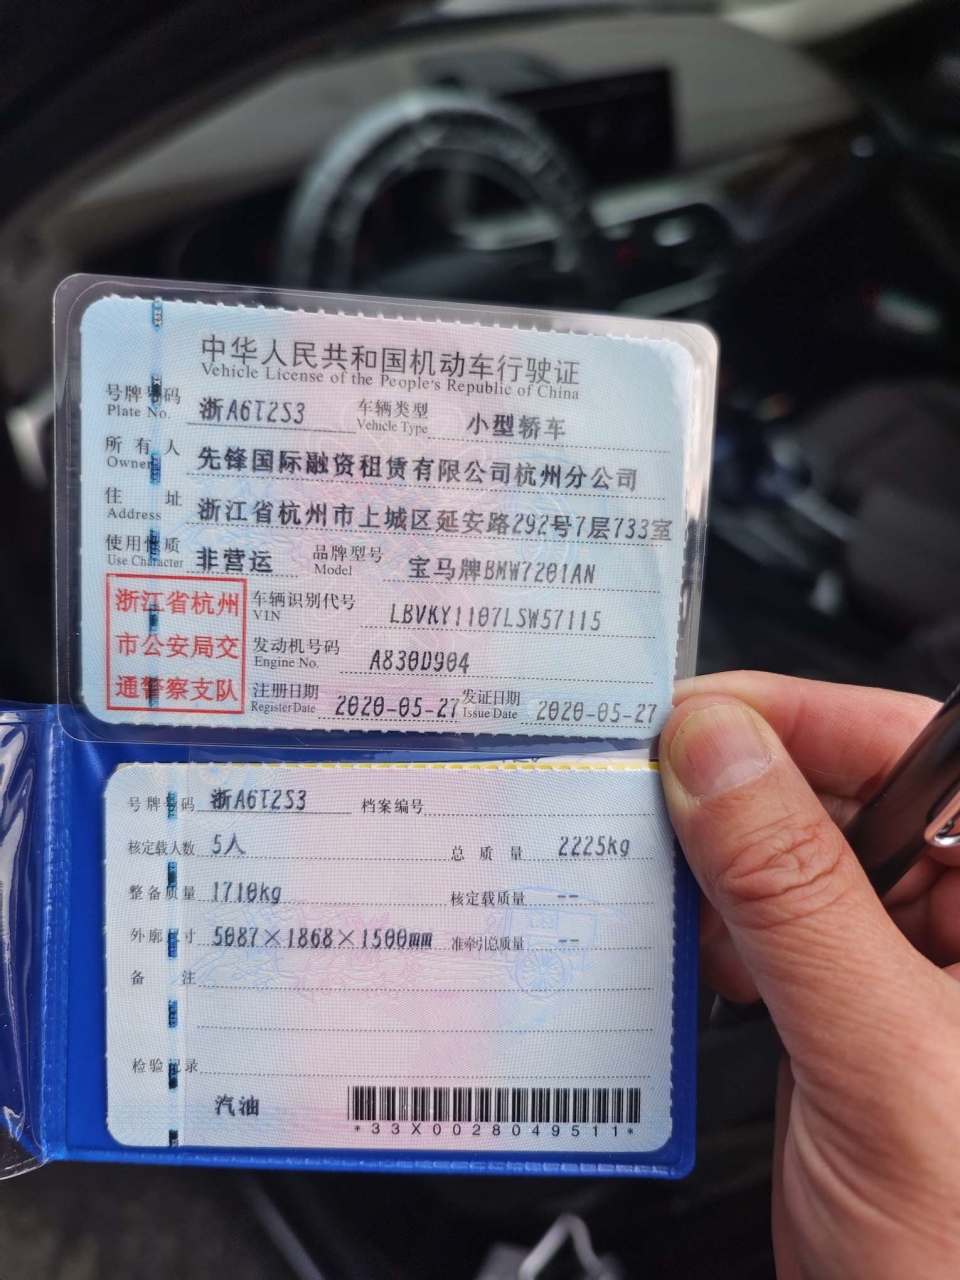 中华人民共和国机动车行驶证
Vehicle License of the People's Republic of China
号牌号码 浙A6T2S3 车辆类型 小型轿车
Plate No. Vehicle Type
所有人 先锋国际融资租赁有限公司杭州分公司
Owner
住址 浙江省杭州市上城区延安路292号7层733室
Address
使用性质 非营运 品牌型号 宝马牌BMW7201AN
Use Character Model
浙江省杭州
市公安局交
通警察支队
车辆识别代号 LBVKY1107LSW57115
VIN
发动机号码 A830D904
Engine No.
注册日期 2020-05-27 发证日期 2020-05-27
Register Date Issue Date
号牌号码 浙A6T2S3 档案编号
核定载人数 5人 总质量 2225kg
整备质量 1710kg 核定载质量 --
外廓尺寸 5087×1868×1500mm 准牵引总质量 --
备注
检验记录
汽油
*33X0028049511*